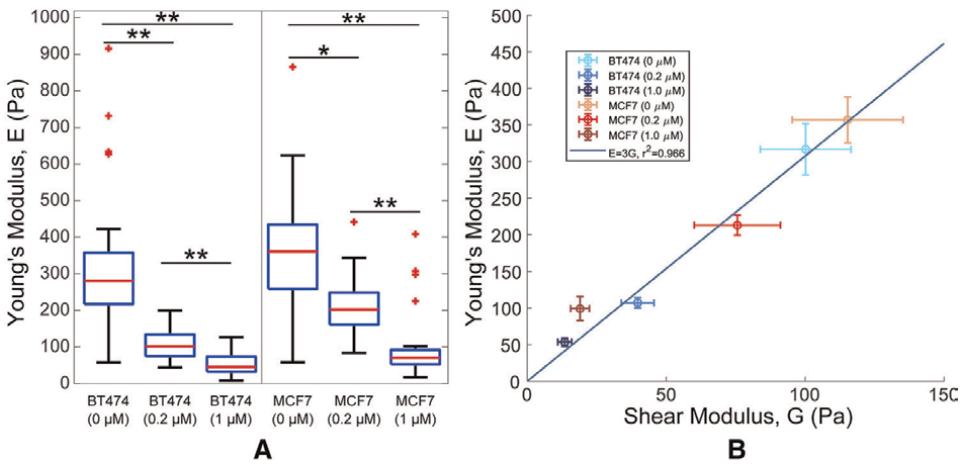 Young's Modulus, E (Pa)
1000
900
800
700
600
500
400
300
200
100
0
**
**
**
**
*
**
BT474
(0 μM)
BT474
(0.2 μM)
BT474
(1 μM)
MCF7
(0 μM)
MCF7
(0.2 μM)
MCF7
(1 μM)
A
Young's Modulus, E (Pa)
500
450
400
350
300
250
200
150
100
50
0
BT474 (0 μM)
BT474 (0.2 μM)
BT474 (1.0 μM)
MCF7 (0 μM)
MCF7 (0.2 μM)
MCF7 (1.0 μM)
E=3G, r²=0.966
0
50
100
150
Shear Modulus, G (Pa)
B